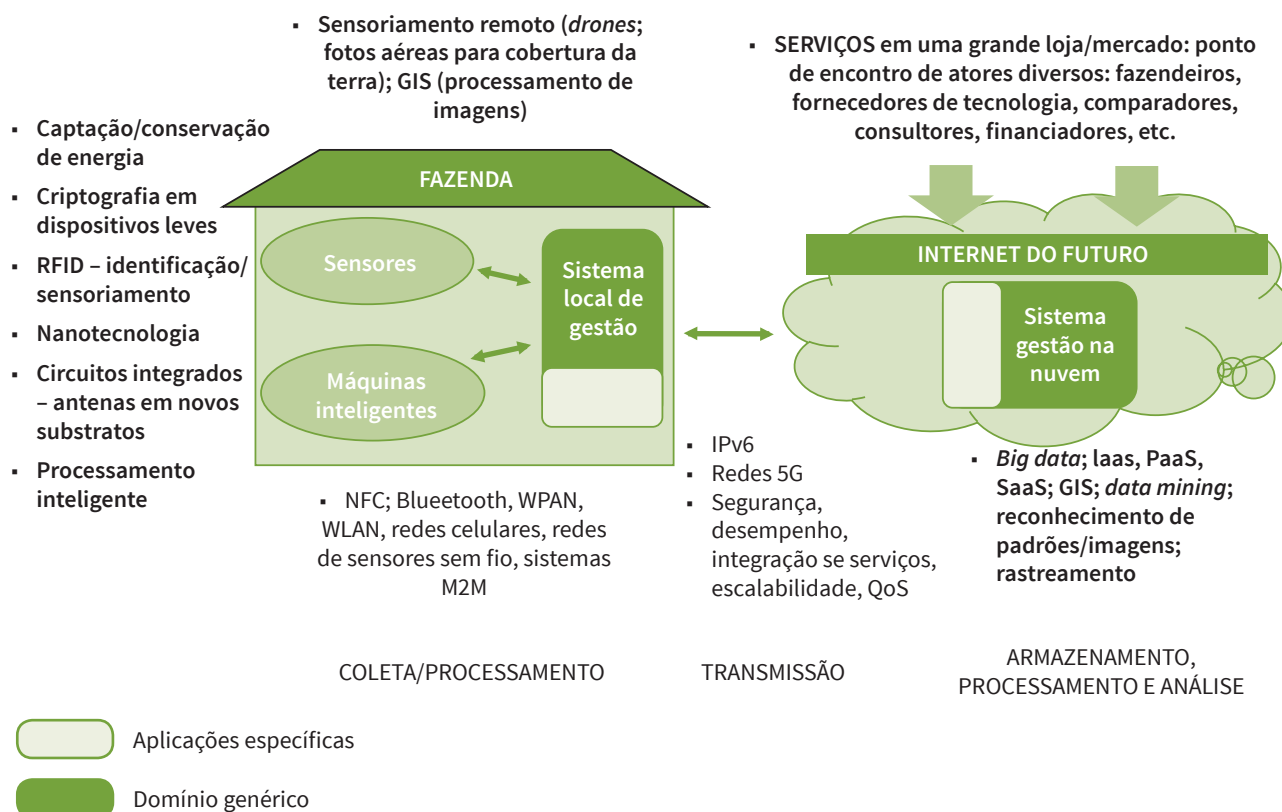 ▪ Sensoriamento remoto (drones;
fotos aéreas para cobertura da
terra); GIS (processamento de
imagens)
▪ SERVIÇOS em uma grande loja/mercado: ponto
de encontro de atores diversos: fazendeiros,
fornecedores de tecnologia, comparadores,
consultores, financiadores, etc.
▪ Captação/conservação
de energia
▪ Criptografia em
dispositivos leves
▪ RFID – identificação/
sensoriamento
▪ Nanotecnologia
▪ Circuitos integrados
– antenas em novos
substratos
▪ Processamento
inteligente
FAZENDA
Sensores
Máquinas
inteligentes
Sistema
local de
gestão
INTERNET DO FUTURO
Sistema
gestão na
nuvem
▪ NFC; Blueetooth, WPAN,
WLAN, redes celulares, redes
de sensores sem fio, sistemas
M2M
▪ IPv6
▪ Redes 5G
▪ Segurança,
desempenho,
integração se serviços,
escalabilidade, QoS
▪ Big data; Iaas, PaaS,
SaaS; GIS; data mining;
reconhecimento de
padrões/imagens;
rastreamento
COLETA/PROCESSAMENTO
TRANSMISSÃO
ARMAZENAMENTO,
PROCESSAMENTO E ANÁLISE
Aplicações específicas
Domínio genérico